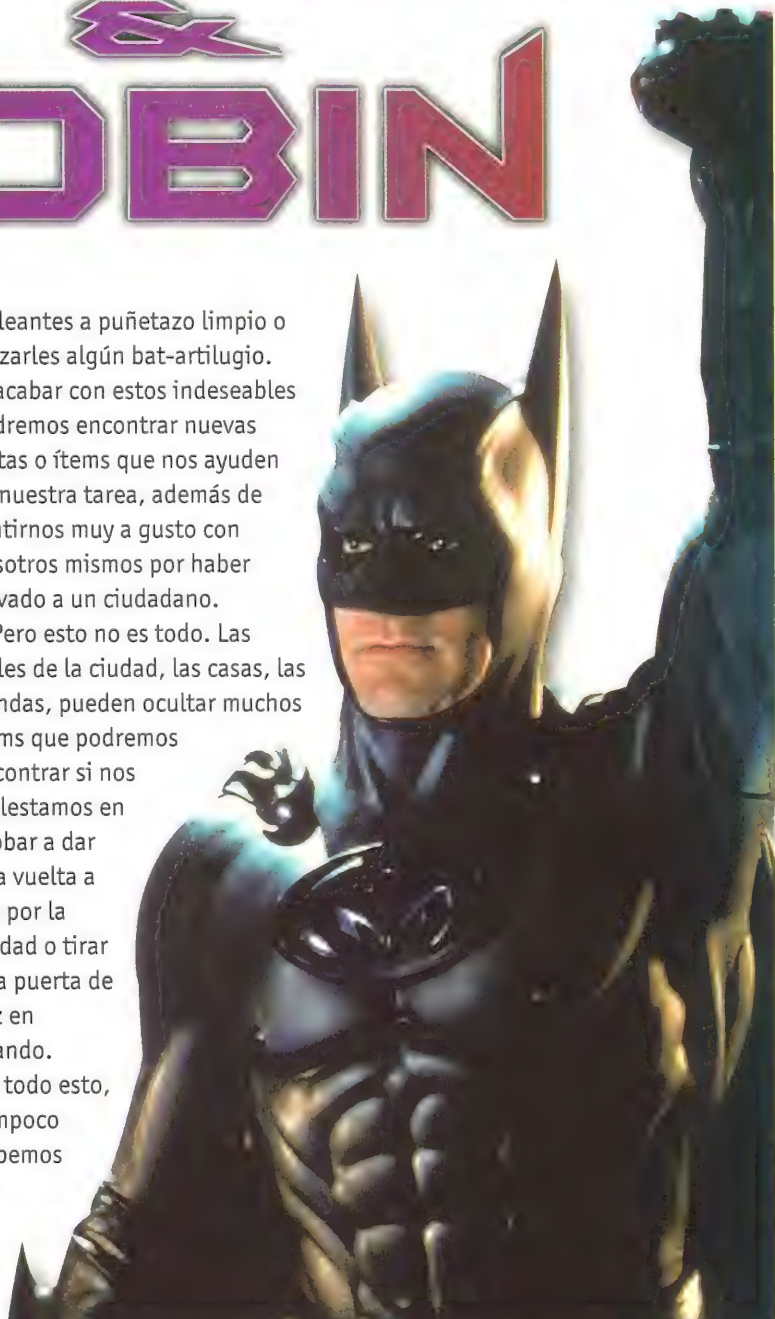 &
OBIN
leantes a puñetazo limpio o
zarles algún bat-artilugio.
acabar con estos indeseables
dremos encontrar nuevas
tas o ítems que nos ayuden
nuestra tarea, además de
tirnos muy a gusto con
sotros mismos por haber
vado a un ciudadano.
Pero esto no es todo. Las
les de la ciudad, las casas, las
ndas, pueden ocultar muchos
ms que podremos
contrar si nos
lestamos en
obar a dar
a vuelta a
por la
dad o tirar
a puerta de
z en
ando.
todo esto,
mpoco
bemos